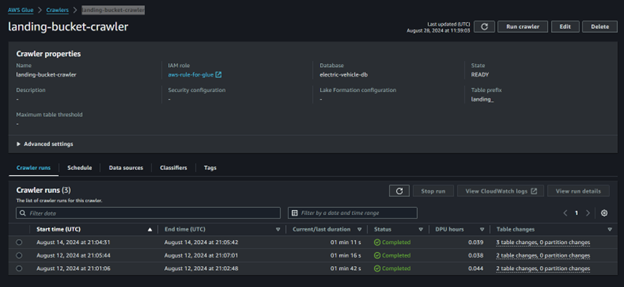 AWS Glue > Crawlers > landing-bucket-crawler
landing-bucket-crawler
Last updated (UTC)
August 28, 2024 at 11:59:03
Run crawler
Edit
Delete
Crawler properties
Name
landing-bucket-crawler
IAM role
aws-rule-for-glue
Database
electric-vehicle-db
State
READY
Description
-
Security configuration
-
Lake Formation configuration
-
Table prefix
landing_
Maximum table threshold
-
Advanced settings
Crawler runs Schedule Data sources Classifiers Tags
Crawler runs (3)
The list of crawler runs for this crawler.
Stop run
View CloudWatch logs
View run details
Filter data
Filter by a date and time range
1
Start time (UTC) End time (UTC) Current/last duration Status DPU hours Table changes
August 14, 2024 at 21:04:31 August 14, 2024 at 21:05:42 01 min 11 s Completed 0.039 3 table changes, 0 partition changes
August 12, 2024 at 21:05:44 August 12, 2024 at 21:07:01 01 min 16 s Completed 0.038 2 table changes, 0 partition changes
August 12, 2024 at 21:01:06 August 12, 2024 at 21:02:48 01 min 42 s Completed 0.044 2 table changes, 0 partition changes